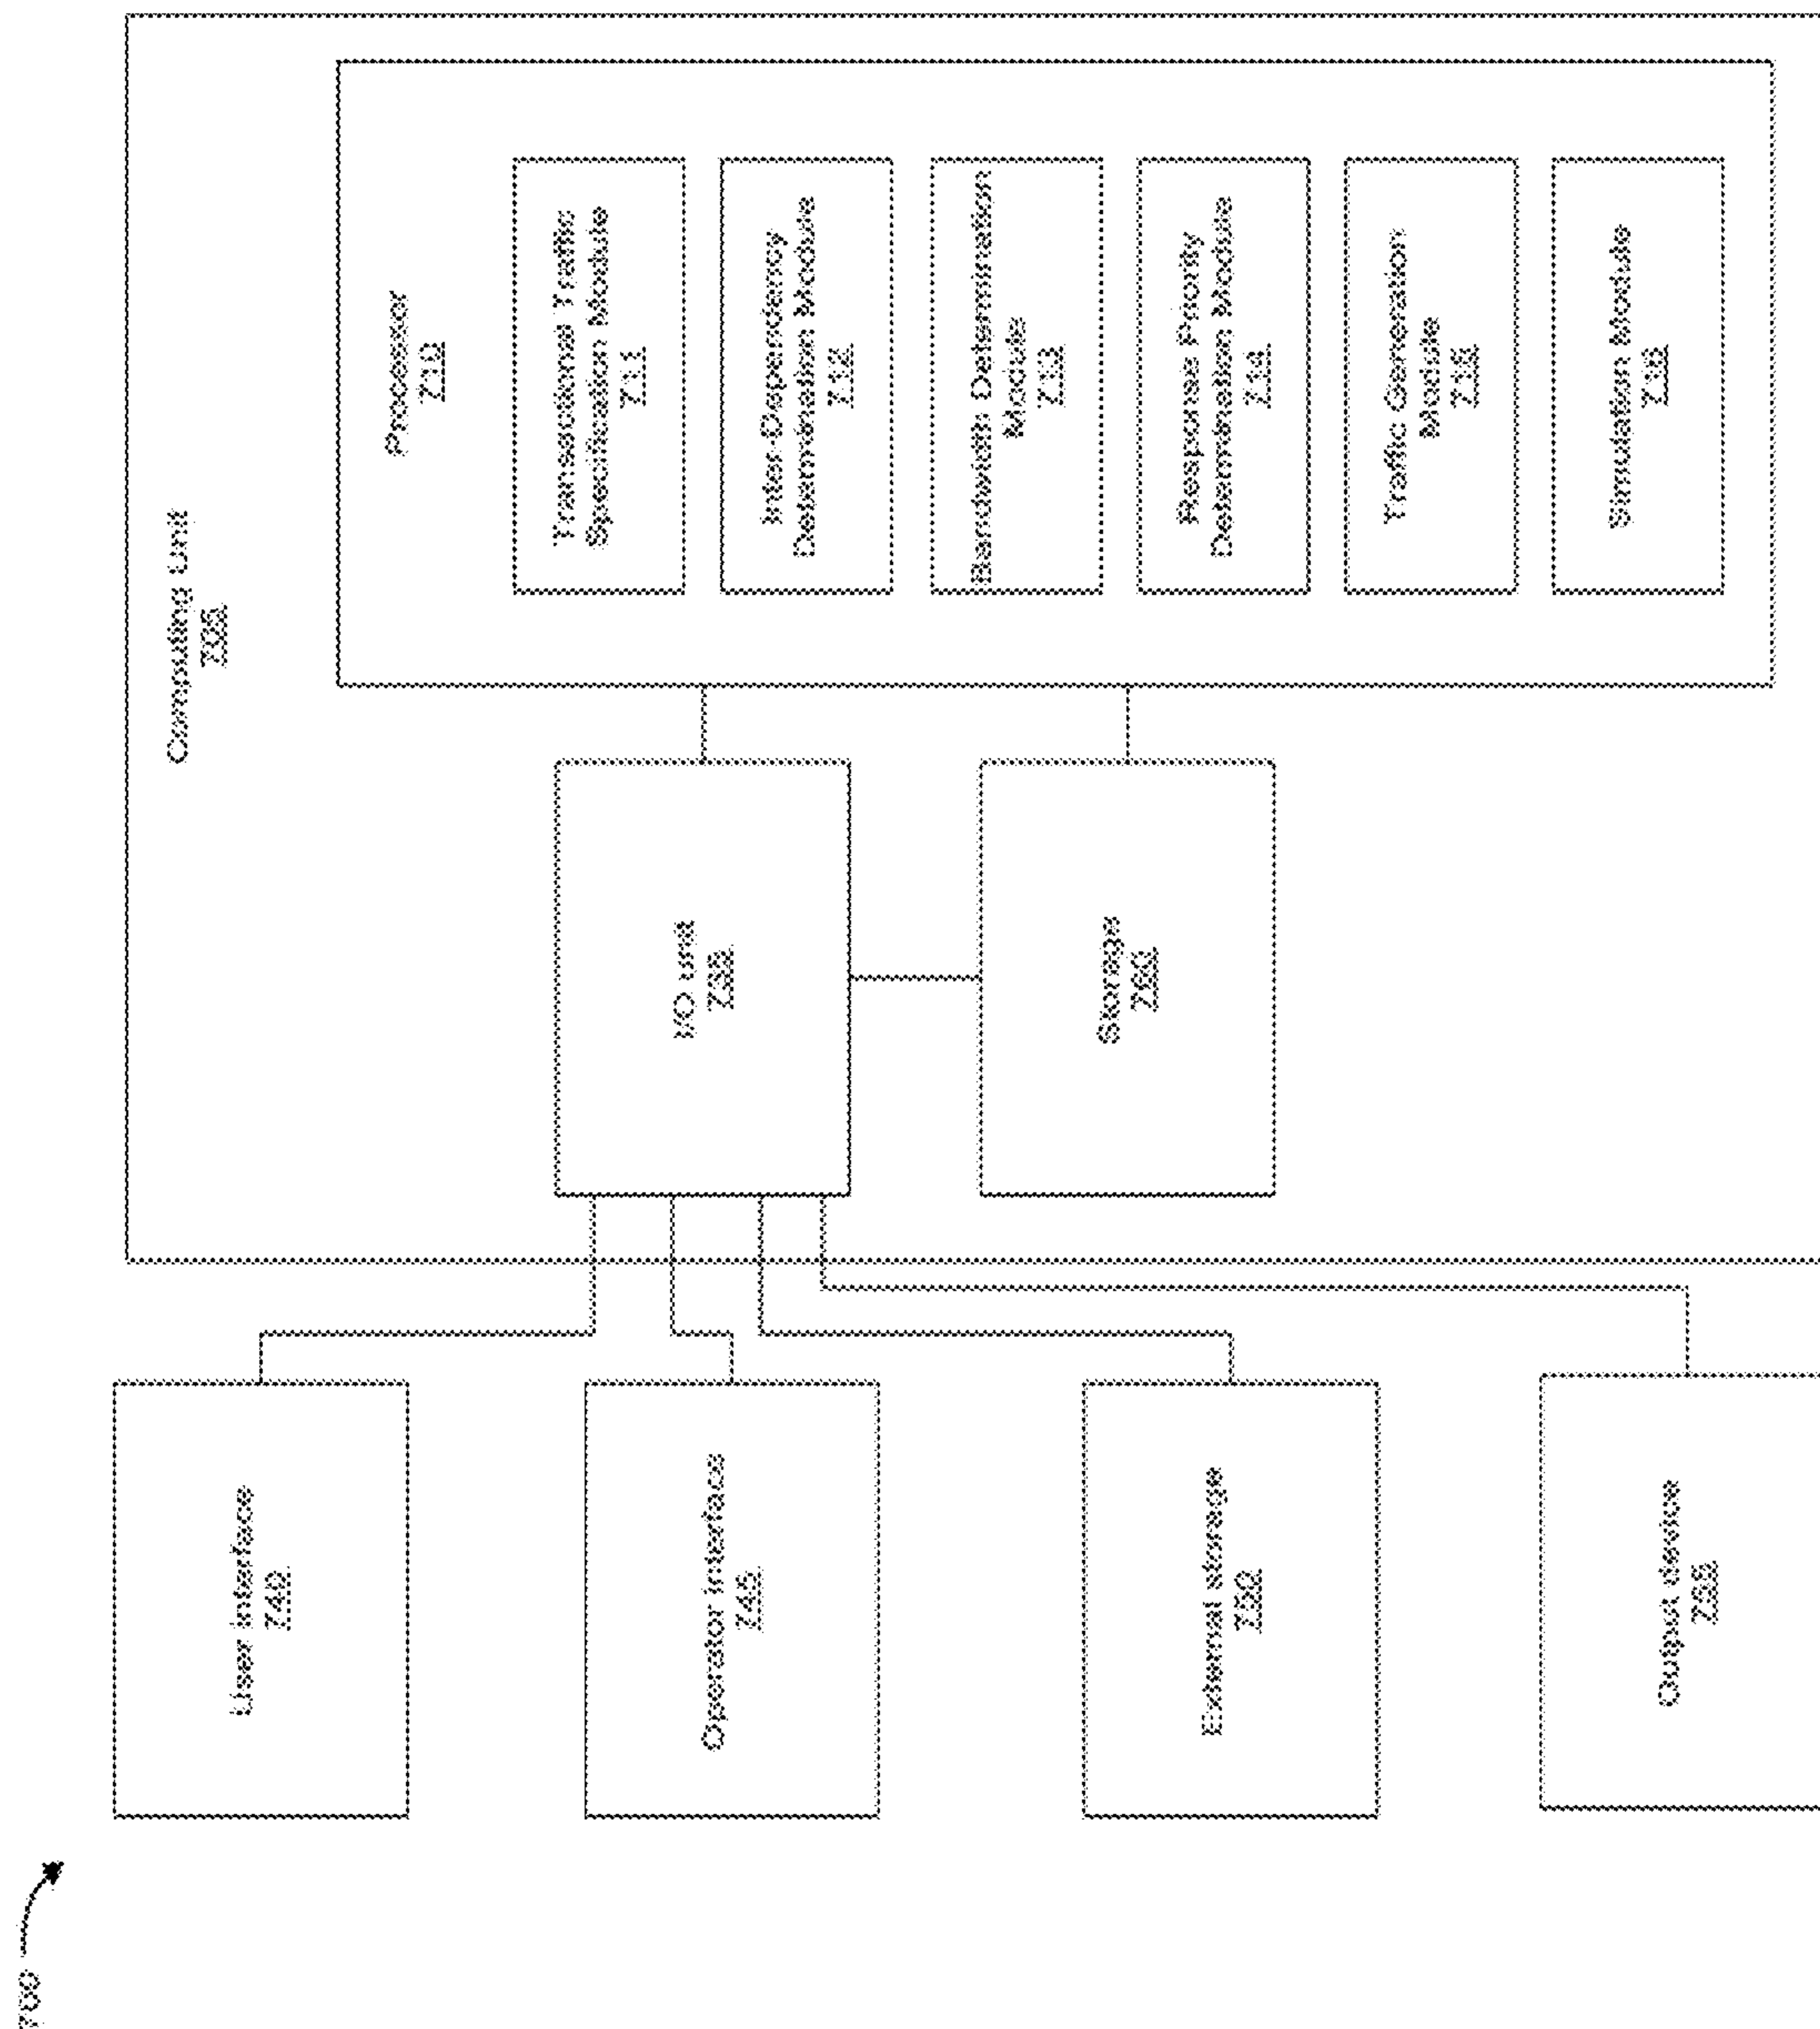 700
Computing Unit
705
Processor
710
Transactional Traffic
Specification Module
711
Inter-Dependency
Determination Module
712
Bandwidth Determination
Module
713
Response Priority
Determination Module
714
Traffic Generation
Module
715
Simulation Module
716
I/O unit
735
Storage
760
User interface
740
Operator interface
745
External storage
750
Output device
755